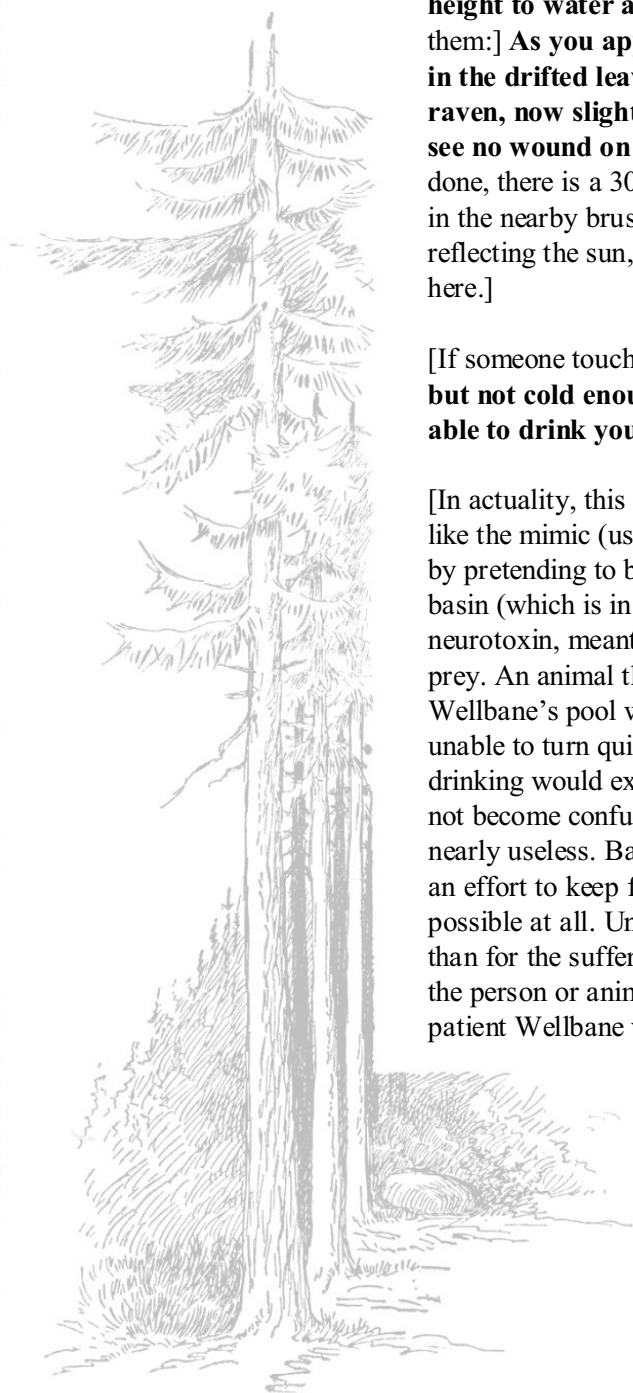 height to water a
them:] As you ap
in the drifted leav
raven, now slight
see no wound on
done, there is a 30
in the nearby brus
reflecting the sun,
here.]
[If someone touch
but not cold enou
able to drink you
[In actuality, this
like the mimic (us
by pretending to b
basin (which is in
neurotoxin, meant
prey. An animal th
Wellbane’s pool w
unable to turn qui
drinking would ex
not become confu
nearly useless. Ba
an effort to keep f
possible at all. Un
than for the suffer
the person or anim
patient Wellbane w